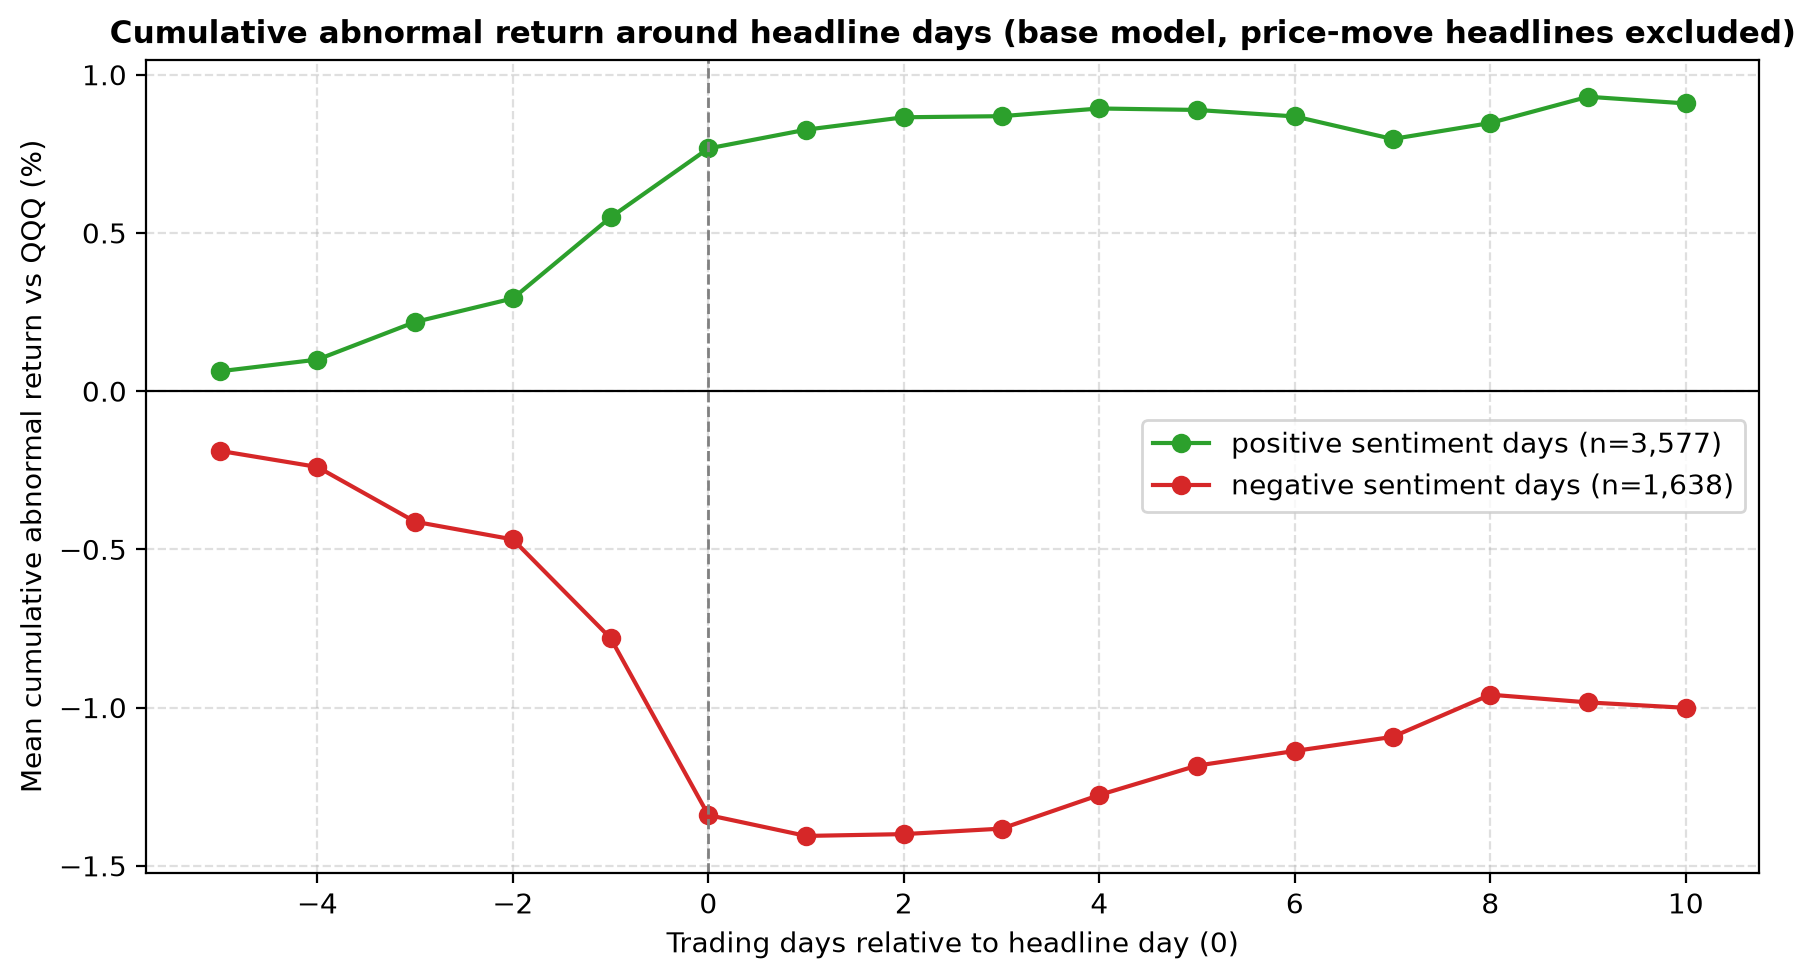 Cumulative abnormal return around headline days (base model, price-move headlines excluded)
Mean cumulative abnormal return vs QQQ (%)
1.0
0.5
0.0
−0.5
−1.0
−1.5
positive sentiment days (n=3,577)
negative sentiment days (n=1,638)
−4 −2 0 2 4 6 8 10
Trading days relative to headline day (0)